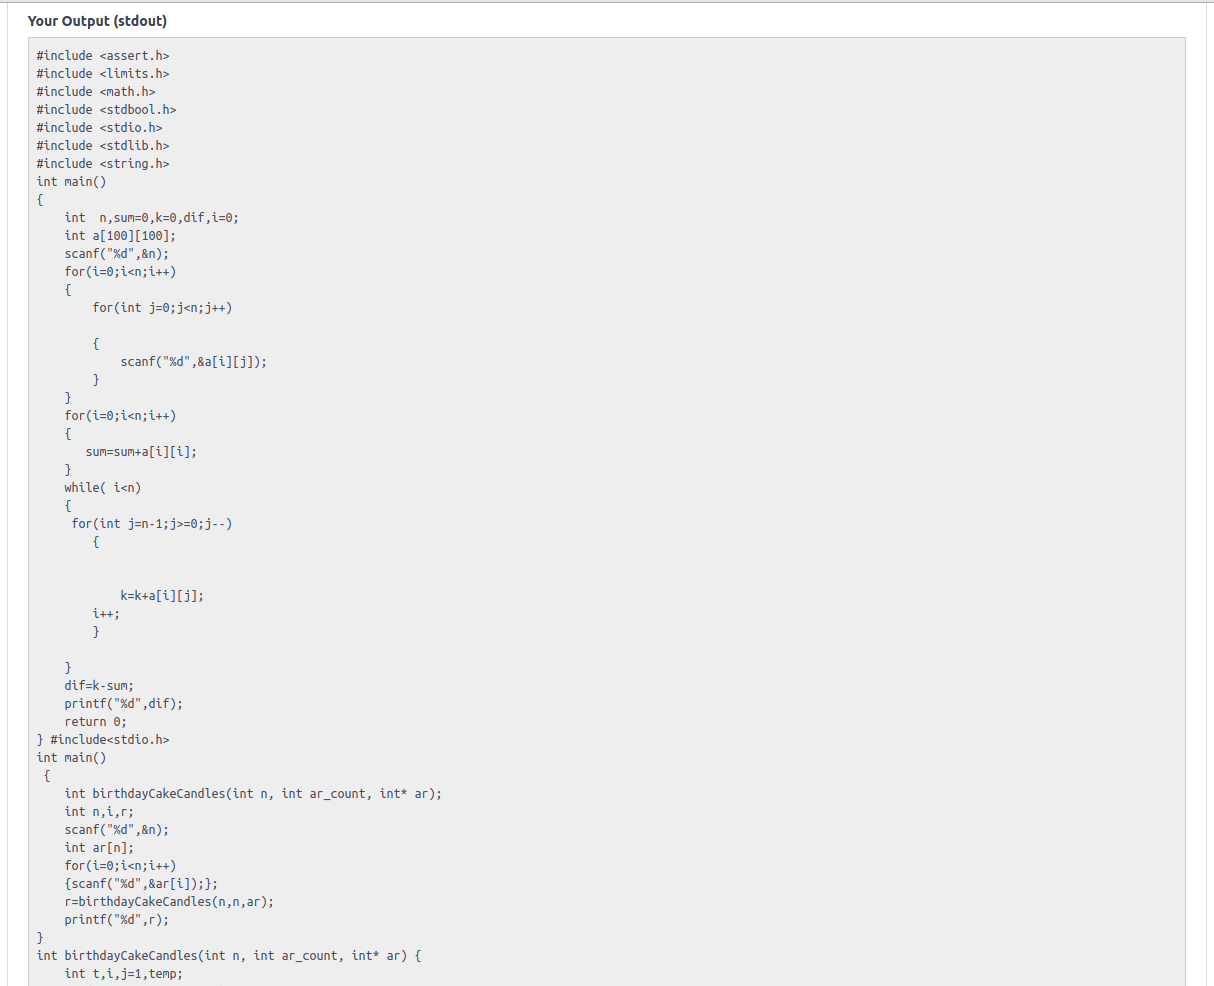 Your Output (stdout)
#include <assert.h>
#include <limits.h>
#include <math.h>
#include <stdbool.h>
#include <stdio.h>
#include <stdlib.h>
#include <string.h>
int main()
{
    int  n,sum=0,k=0,dif,i=0;
    int a[100][100];
    scanf("%d",&n);
    for(i=0;i<n;i++)
    {
        for(int j=0;j<n;j++)

        {
            scanf("%d",&a[i][j]);
        }
    }
    for(i=0;i<n;i++)
    {
       sum=sum+a[i][i];
    }
    while( i<n)
    {
     for(int j=n-1;j>=0;j--)
        {


            k=k+a[i][j];
        i++;
        }

    }
    dif=k-sum;
    printf("%d",dif);
    return 0;
} #include<stdio.h>
int main()
 {
    int birthdayCakeCandles(int n, int ar_count, int* ar);
    int n,i,r;
    scanf("%d",&n);
    int ar[n];
    for(i=0;i<n;i++)
    {scanf("%d",&ar[i]);};
    r=birthdayCakeCandles(n,n,ar);
    printf("%d",r);
}
int birthdayCakeCandles(int n, int ar_count, int* ar) {
    int t,i,j=1,temp;